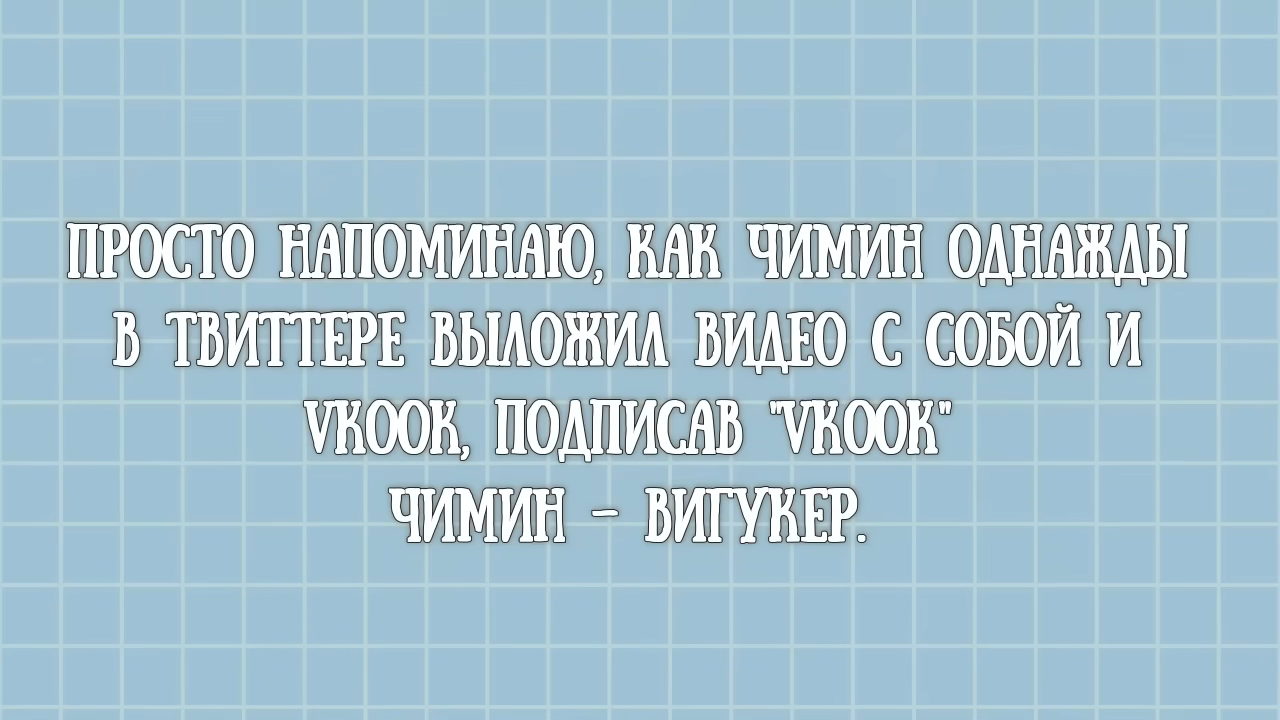 ПРОСТО НАПОМИНАЮ, КАК ЧИМИН ОДНАЖДЫ
В ТВИТТЕРЕ ВЫЛОЖИЛ ВИДЕО С СОБОЙ И
VKOOK, ПОДПИСАВ "VKOOK"
ЧИМИН - ВИГУКЕР.